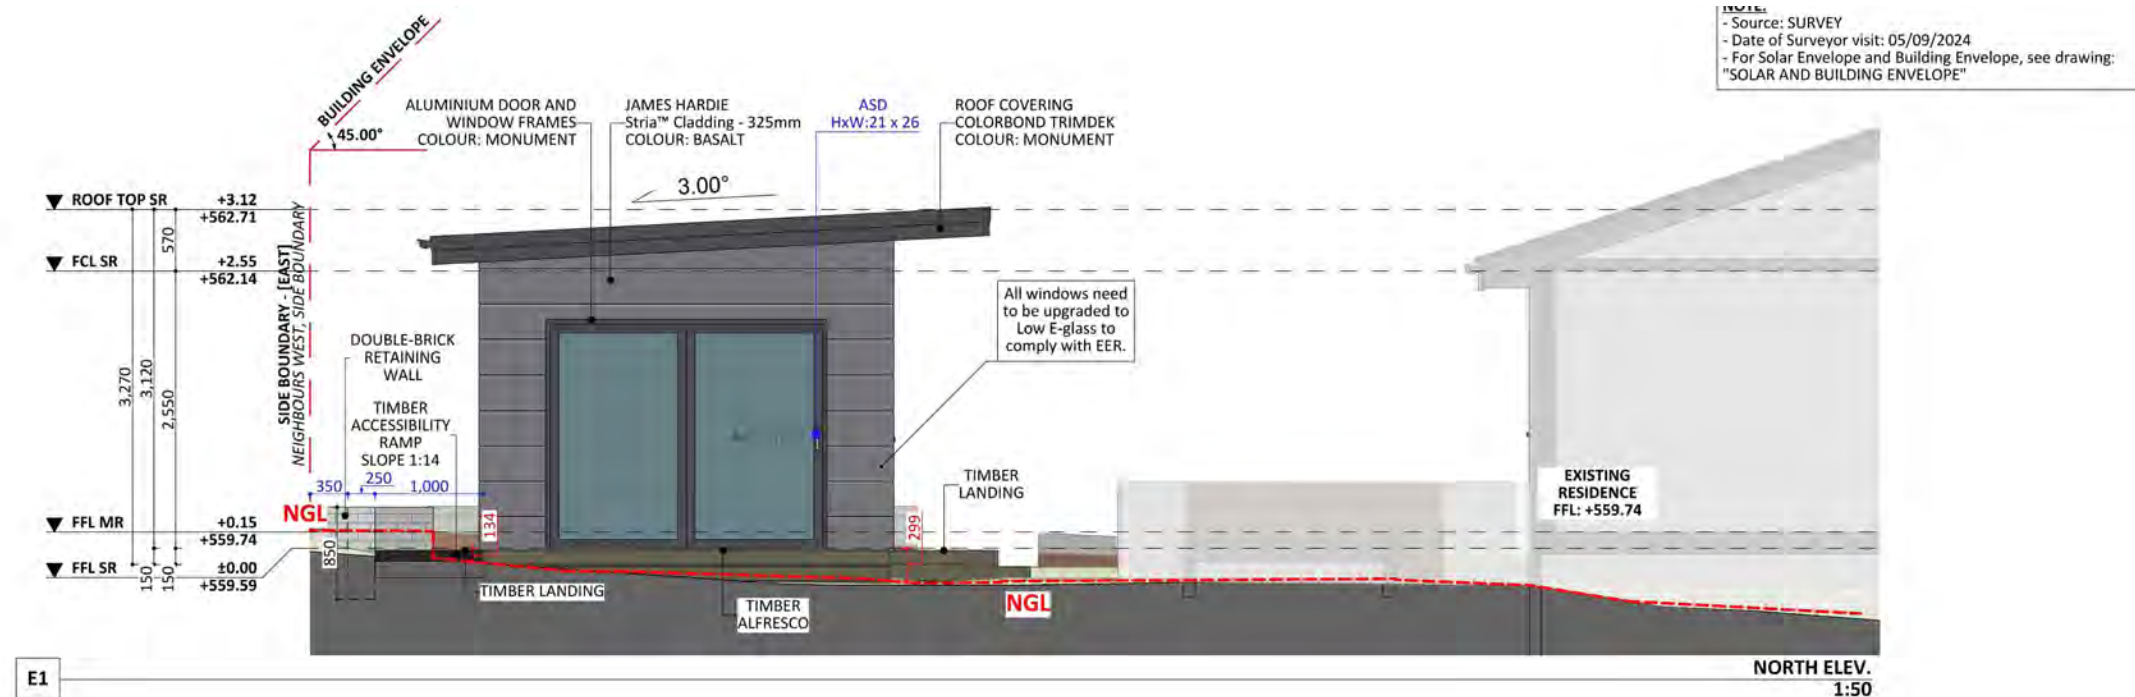 NOTE:
- Source: SURVEY
- Date of Surveyor visit: 05/09/2024
- For Solar Envelope and Building Envelope, see drawing:
"SOLAR AND BUILDING ENVELOPE"
BUILDING ENVELOPE
45.00°
ALUMINIUM DOOR AND
WINDOW FRAMES
COLOUR: MONUMENT
JAMES HARDIE
Stria™ Cladding - 325mm
COLOUR: BASALT
ASD
HxW:21 x 26
ROOF COVERING
COLORBOND TRIMDEK
COLOUR: MONUMENT
3.00°
ROOF TOP SR
+3.12
+562.71
570
FCL SR
+2.55
+562.14
SIDE BOUNDARY - [EAST]
NEIGHBOURS WEST, SIDE BOUNDARY
All windows need
to be upgraded to
Low E-glass to
comply with EER.
DOUBLE-BRICK
RETAINING
WALL
3,270
3,120
2,550
TIMBER
ACCESSIBILITY
RAMP
SLOPE 1:14
350
250
1,000
TIMBER
LANDING
EXISTING
RESIDENCE
FFL: +559.74
NGL
134
299
FFL MR
+0.15
+559.74
850
FFL SR
±0.00
+559.59
150
150
TIMBER LANDING
TIMBER
ALFRESCO
NGL
E1
NORTH ELEV.
1:50